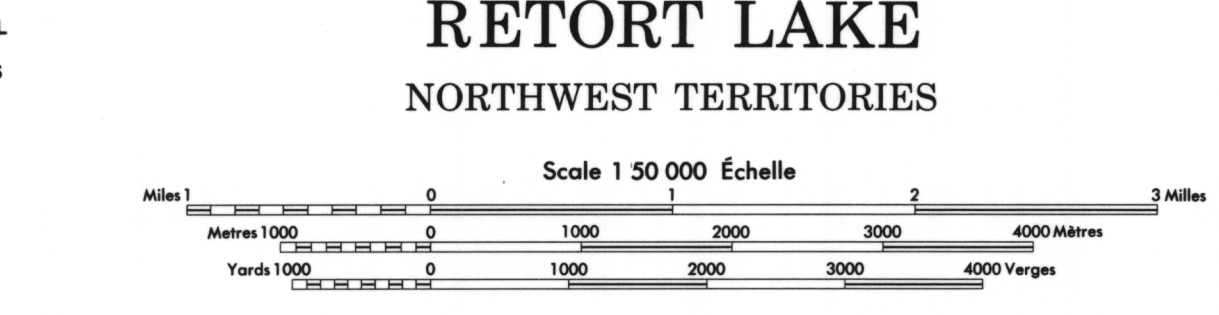 RETORT LAKE
NORTHWEST TERRITORIES
Scale 1:50 000 Échelle
Miles 1 0 1 2 3 Milles
Metres 1000 0 1000 2000 3000 4000 Mètres
Yards 1000 0 1000 2000 3000 4000 Verges